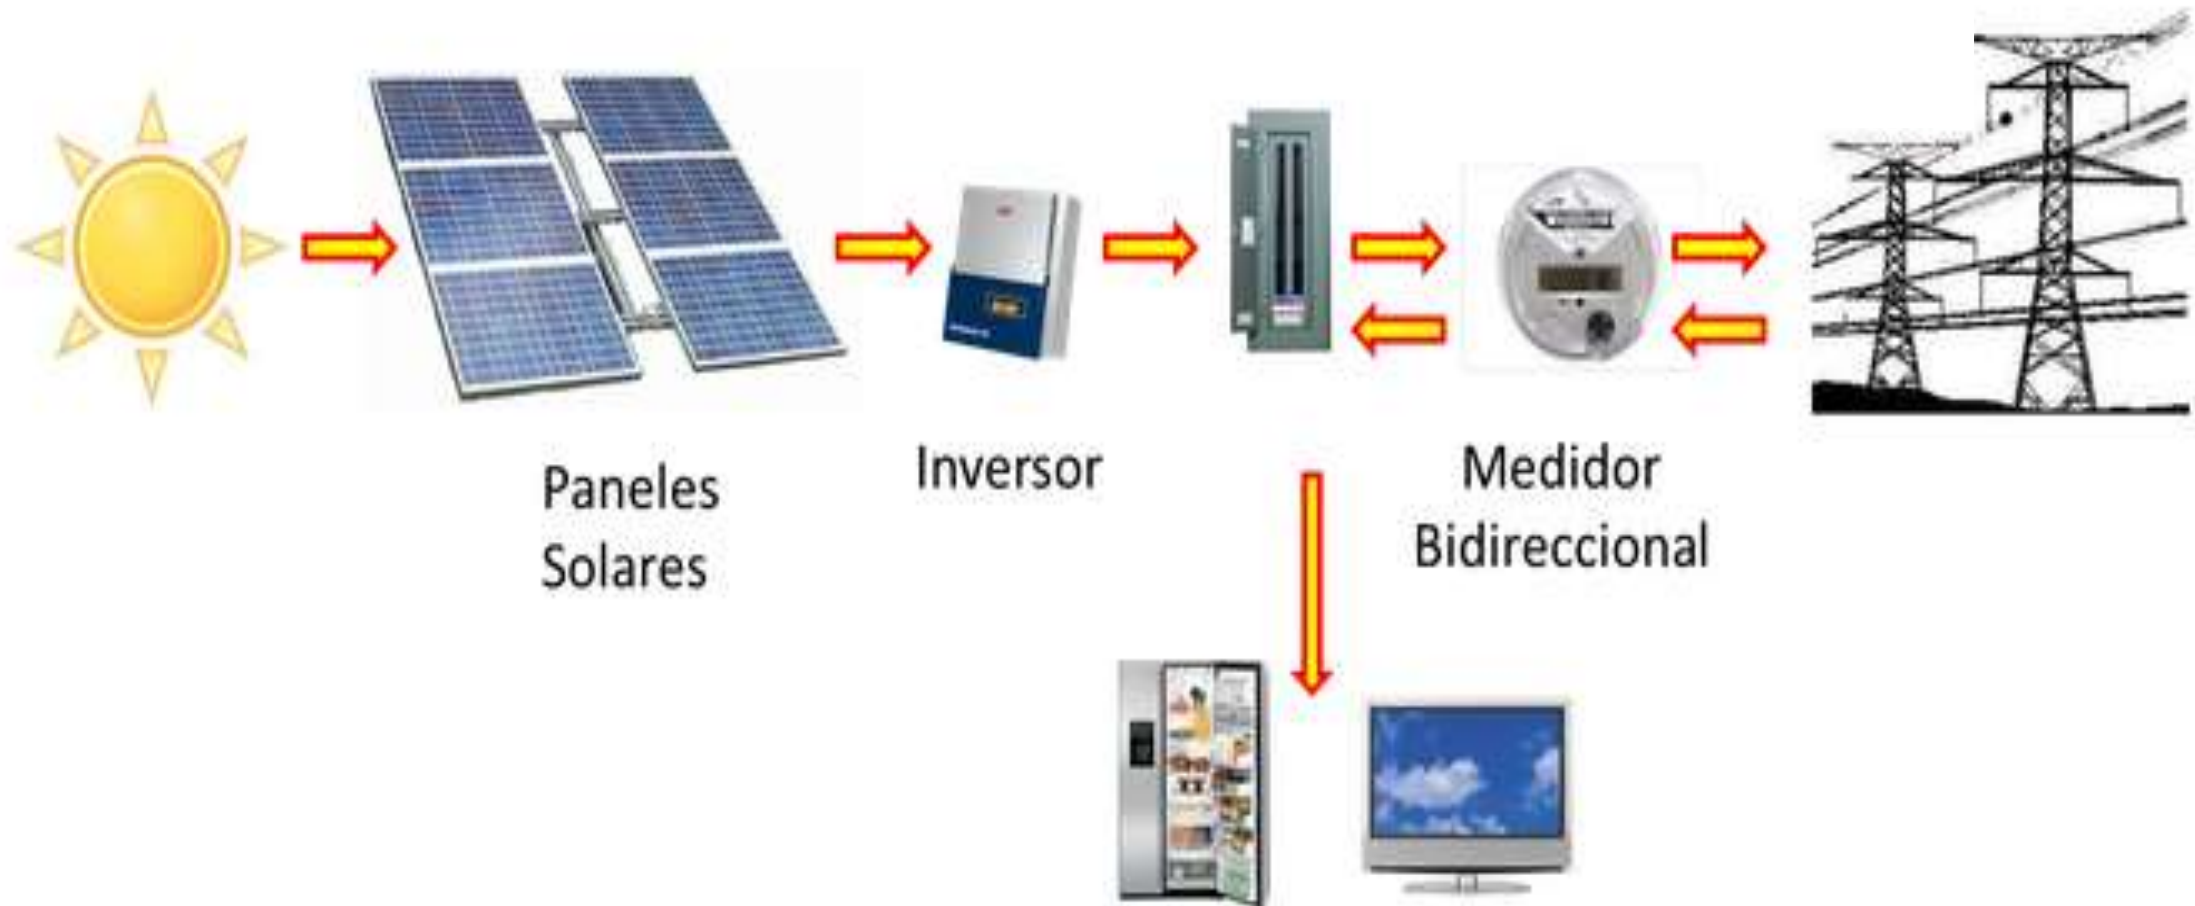 Paneles
Solares
Inversor
Medidor
Bidireccional